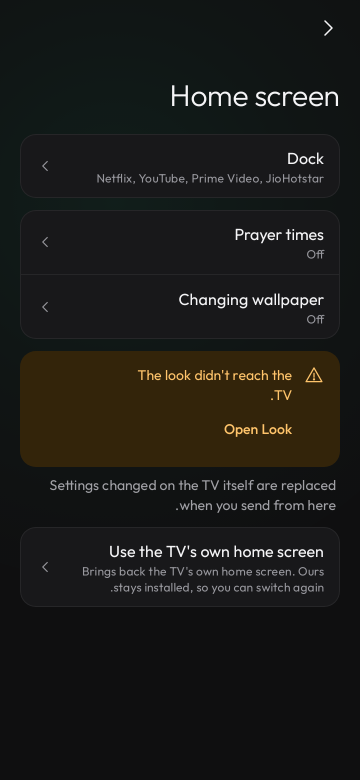 Home screen
Dock
Netflix, YouTube, Prime Video, JioHotstar
Prayer times
Off
Changing wallpaper
Off
The look didn't reach the
.TV
Open Look
Settings changed on the TV itself are replaced
.when you send from here
Use the TV's own home screen
Brings back the TV's own home screen. Ours
.stays installed, so you can switch again